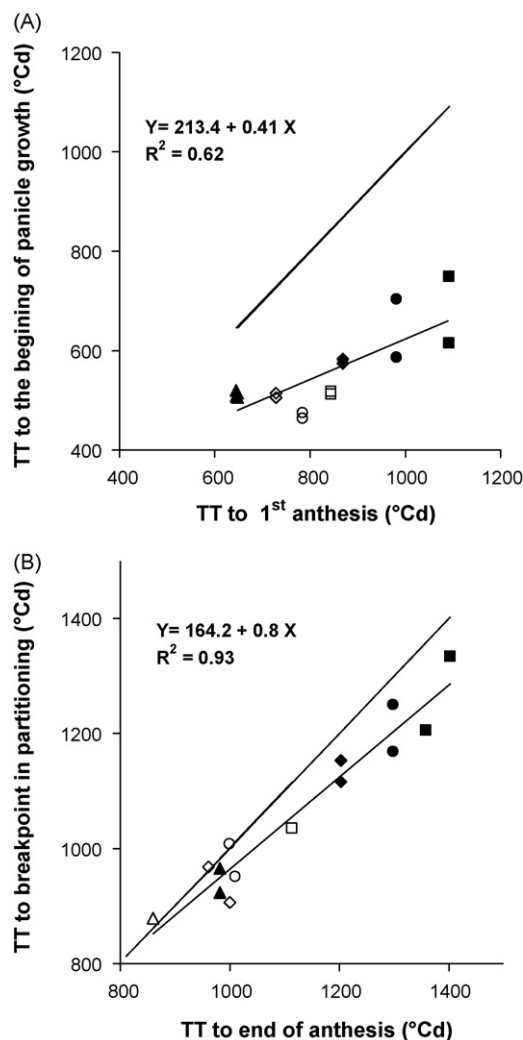 (A)
1200
1000
800
600
400
Y= 213.4 + 0.41 X
R² = 0.62
TT to the begining of panicle growth (°Cd)
400 600 800 1000 1200
TT to 1st anthesis (°Cd)
(B)
1400
1200
1000
800
Y= 164.2 + 0.8 X
R² = 0.93
TT to breakpoint in partitioning (°Cd)
800 1000 1200 1400
TT to end of anthesis (°Cd)